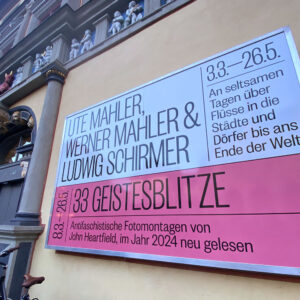 UTE MAHLER,
WERNER MAHLER &
LUDWIG SCHIRMER
3.3.—26.5.
An seltsamen
Tagen über
Flüsse in die
Städte und
Dörfer bis ans
Ende der Welt
8.3.—26.5.
33 GEISTESBLITZE
Antifaschistische Fotomontagen von
John Heartfield, im Jahr 2024 neu gelesen